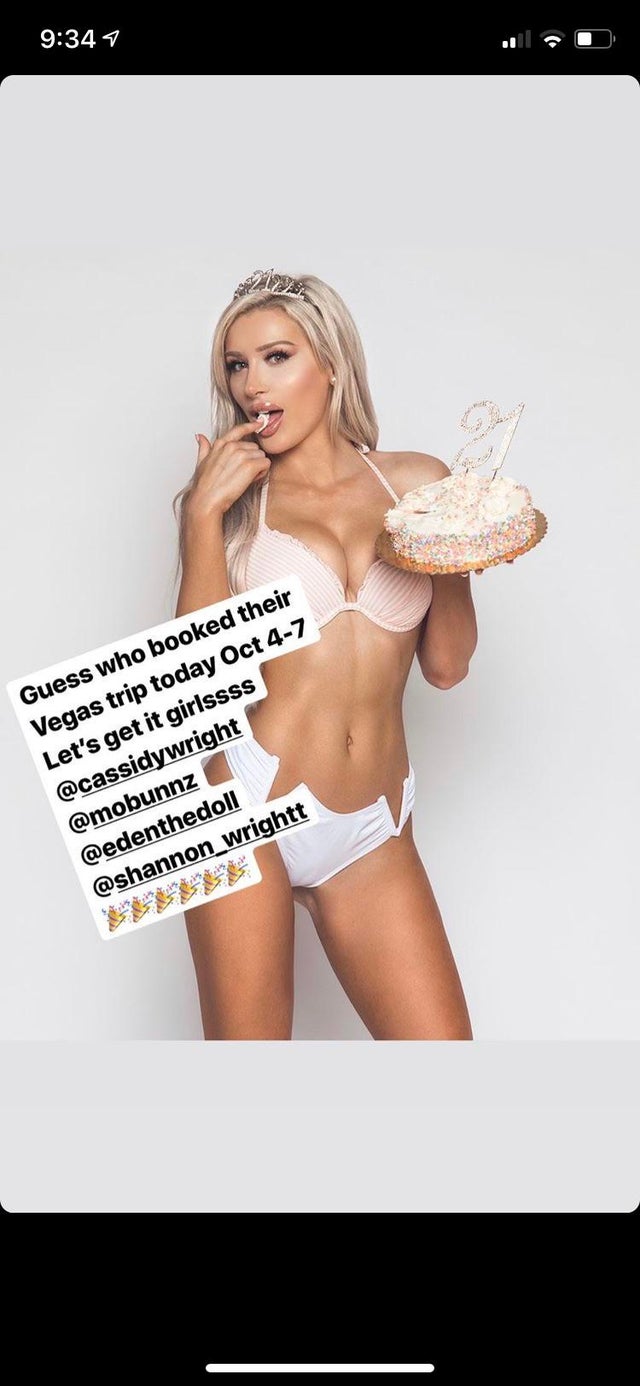 9:34
21
21
Guess who booked their
Vegas trip today Oct 4-7
Let's get it girlssss
@cassidywright
@mobunnz
@edenthedoll
@shannon_wrightt
🎉🎉🎉🎉🎉🎉